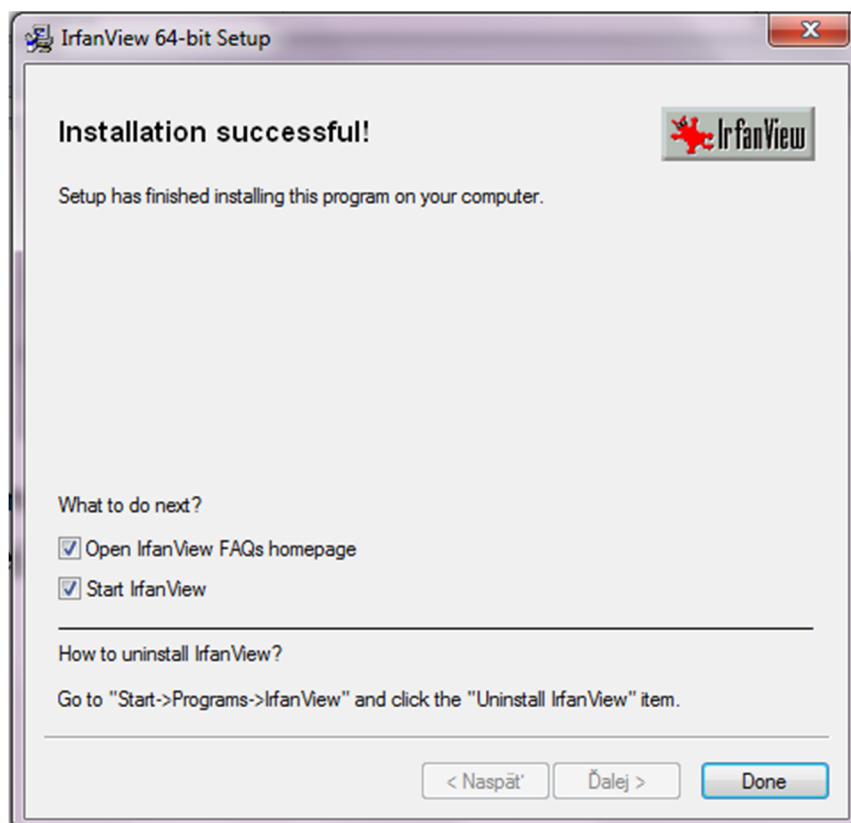 IrfanView 64-bit Setup
Installation successful!
IrfanView
Setup has finished installing this program on your computer.
What to do next?
Open IrfanView FAQs homepage
Start IrfanView
How to uninstall IrfanView?
Go to "Start->Programs->IrfanView" and click the "Uninstall IrfanView" item.
< Naspäť
Ďalej >
Done